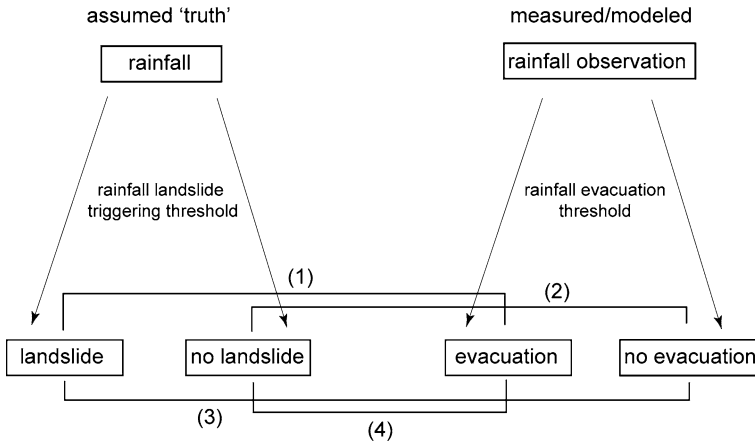 assumed ‘truth’
measured/modeled
rainfall
rainfall observation
rainfall landslide
triggering threshold
rainfall evacuation
threshold
(1)
(2)
landslide
no landslide
evacuation
no evacuation
(3)
(4)